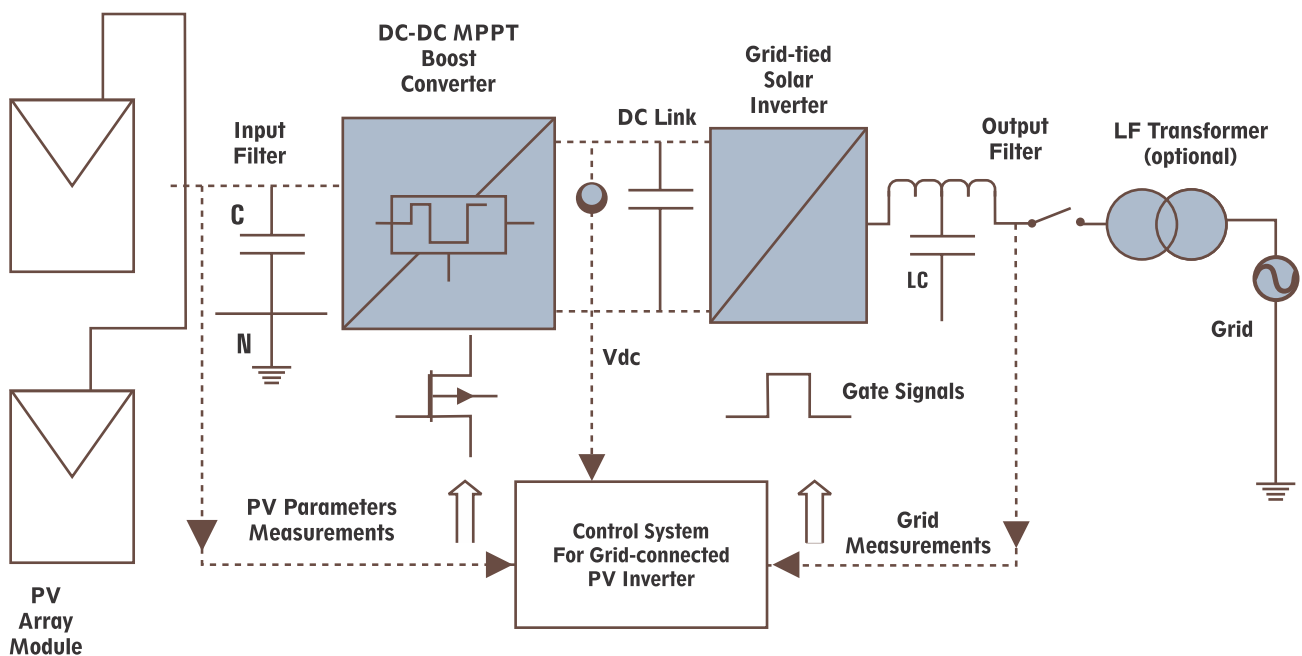 DC-DC MPPT
Boost
Converter
Grid-tied
Solar
Inverter
Input
Filter
DC Link
Output
Filter
LF Transformer
(optional)
C
LC
N
Vdc
Grid
Gate Signals
PV Parameters
Measurements
Control System
For Grid-connected
PV Inverter
Grid
Measurements
PV
Array
Module